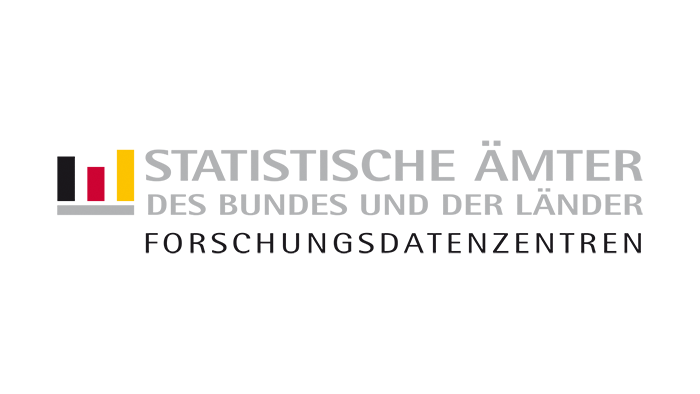 STATISTISCHE ÄMTER
DES BUNDES UND DER LÄNDER
FORSCHUNGSDATENZENTREN